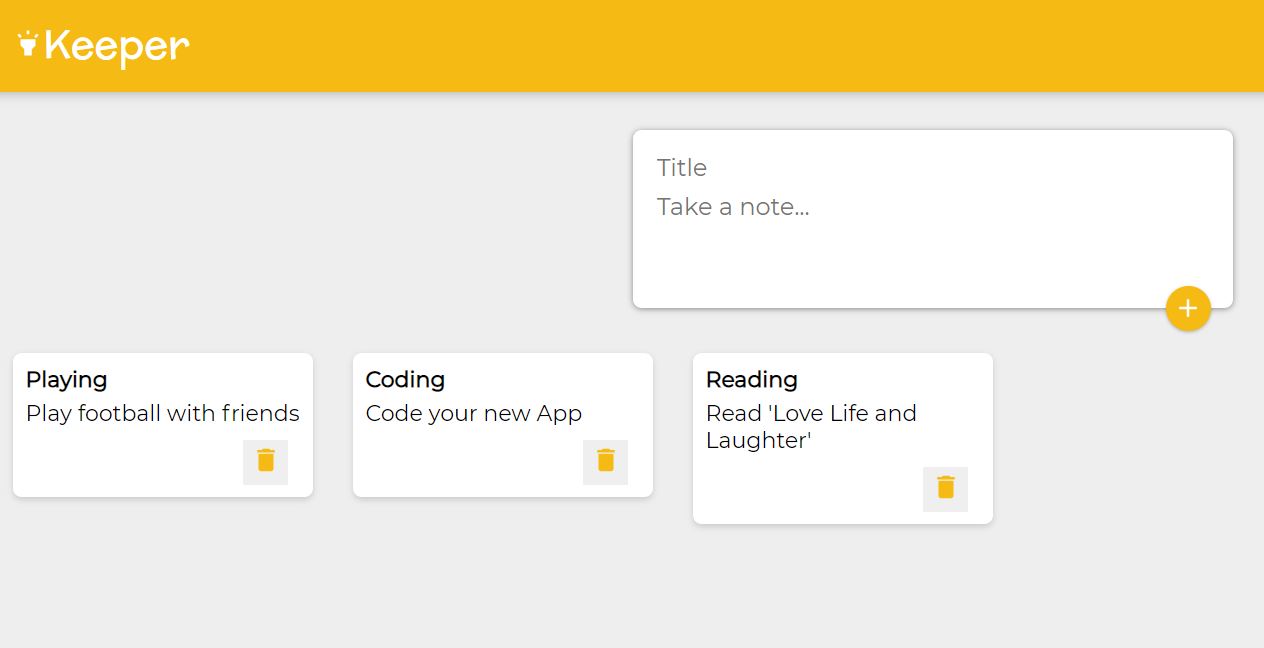 Keeper
Title
Take a note...
Playing
Play football with friends
Coding
Code your new App
Reading
Read 'Love Life and
Laughter'